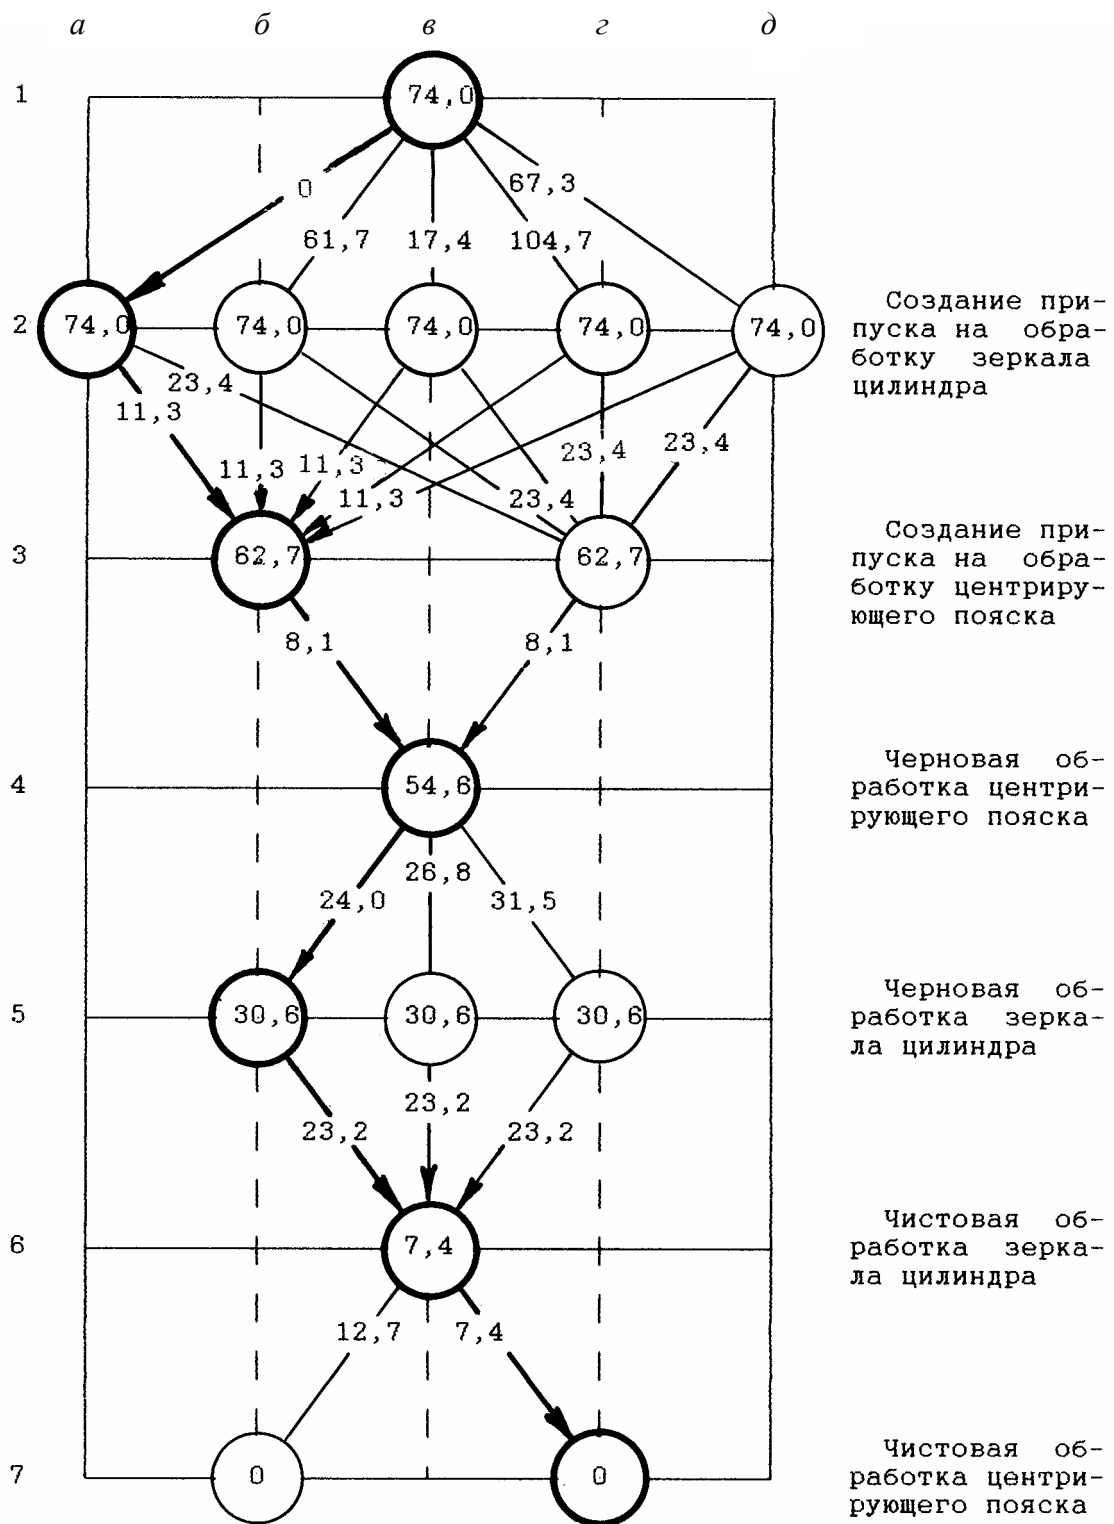 а б в г д
1
74,0
0
67,3
61,7 17,4 104,7
2
74,0 74,0 74,0 74,0 74,0
Создание при-
пуска на обра-
ботку зеркала
цилиндра
23,4
11,3
23,4 23,4
11,3 11,3
11,3 23,4
3
62,7 62,7
Создание при-
пуска на обра-
ботку центриру-
ющего пояска
8,1 8,1
4
54,6
Черновая об-
работка центри-
рующего пояска
26,8
24,0 31,5
5
30,6 30,6 30,6
Черновая об-
работка зерка-
ла цилиндра
23,2
23,2 23,2
6
7,4
Чистовая об-
работка зерка-
ла цилиндра
12,7 7,4
7
0 0
Чистовая об-
работка центри-
рующего пояска